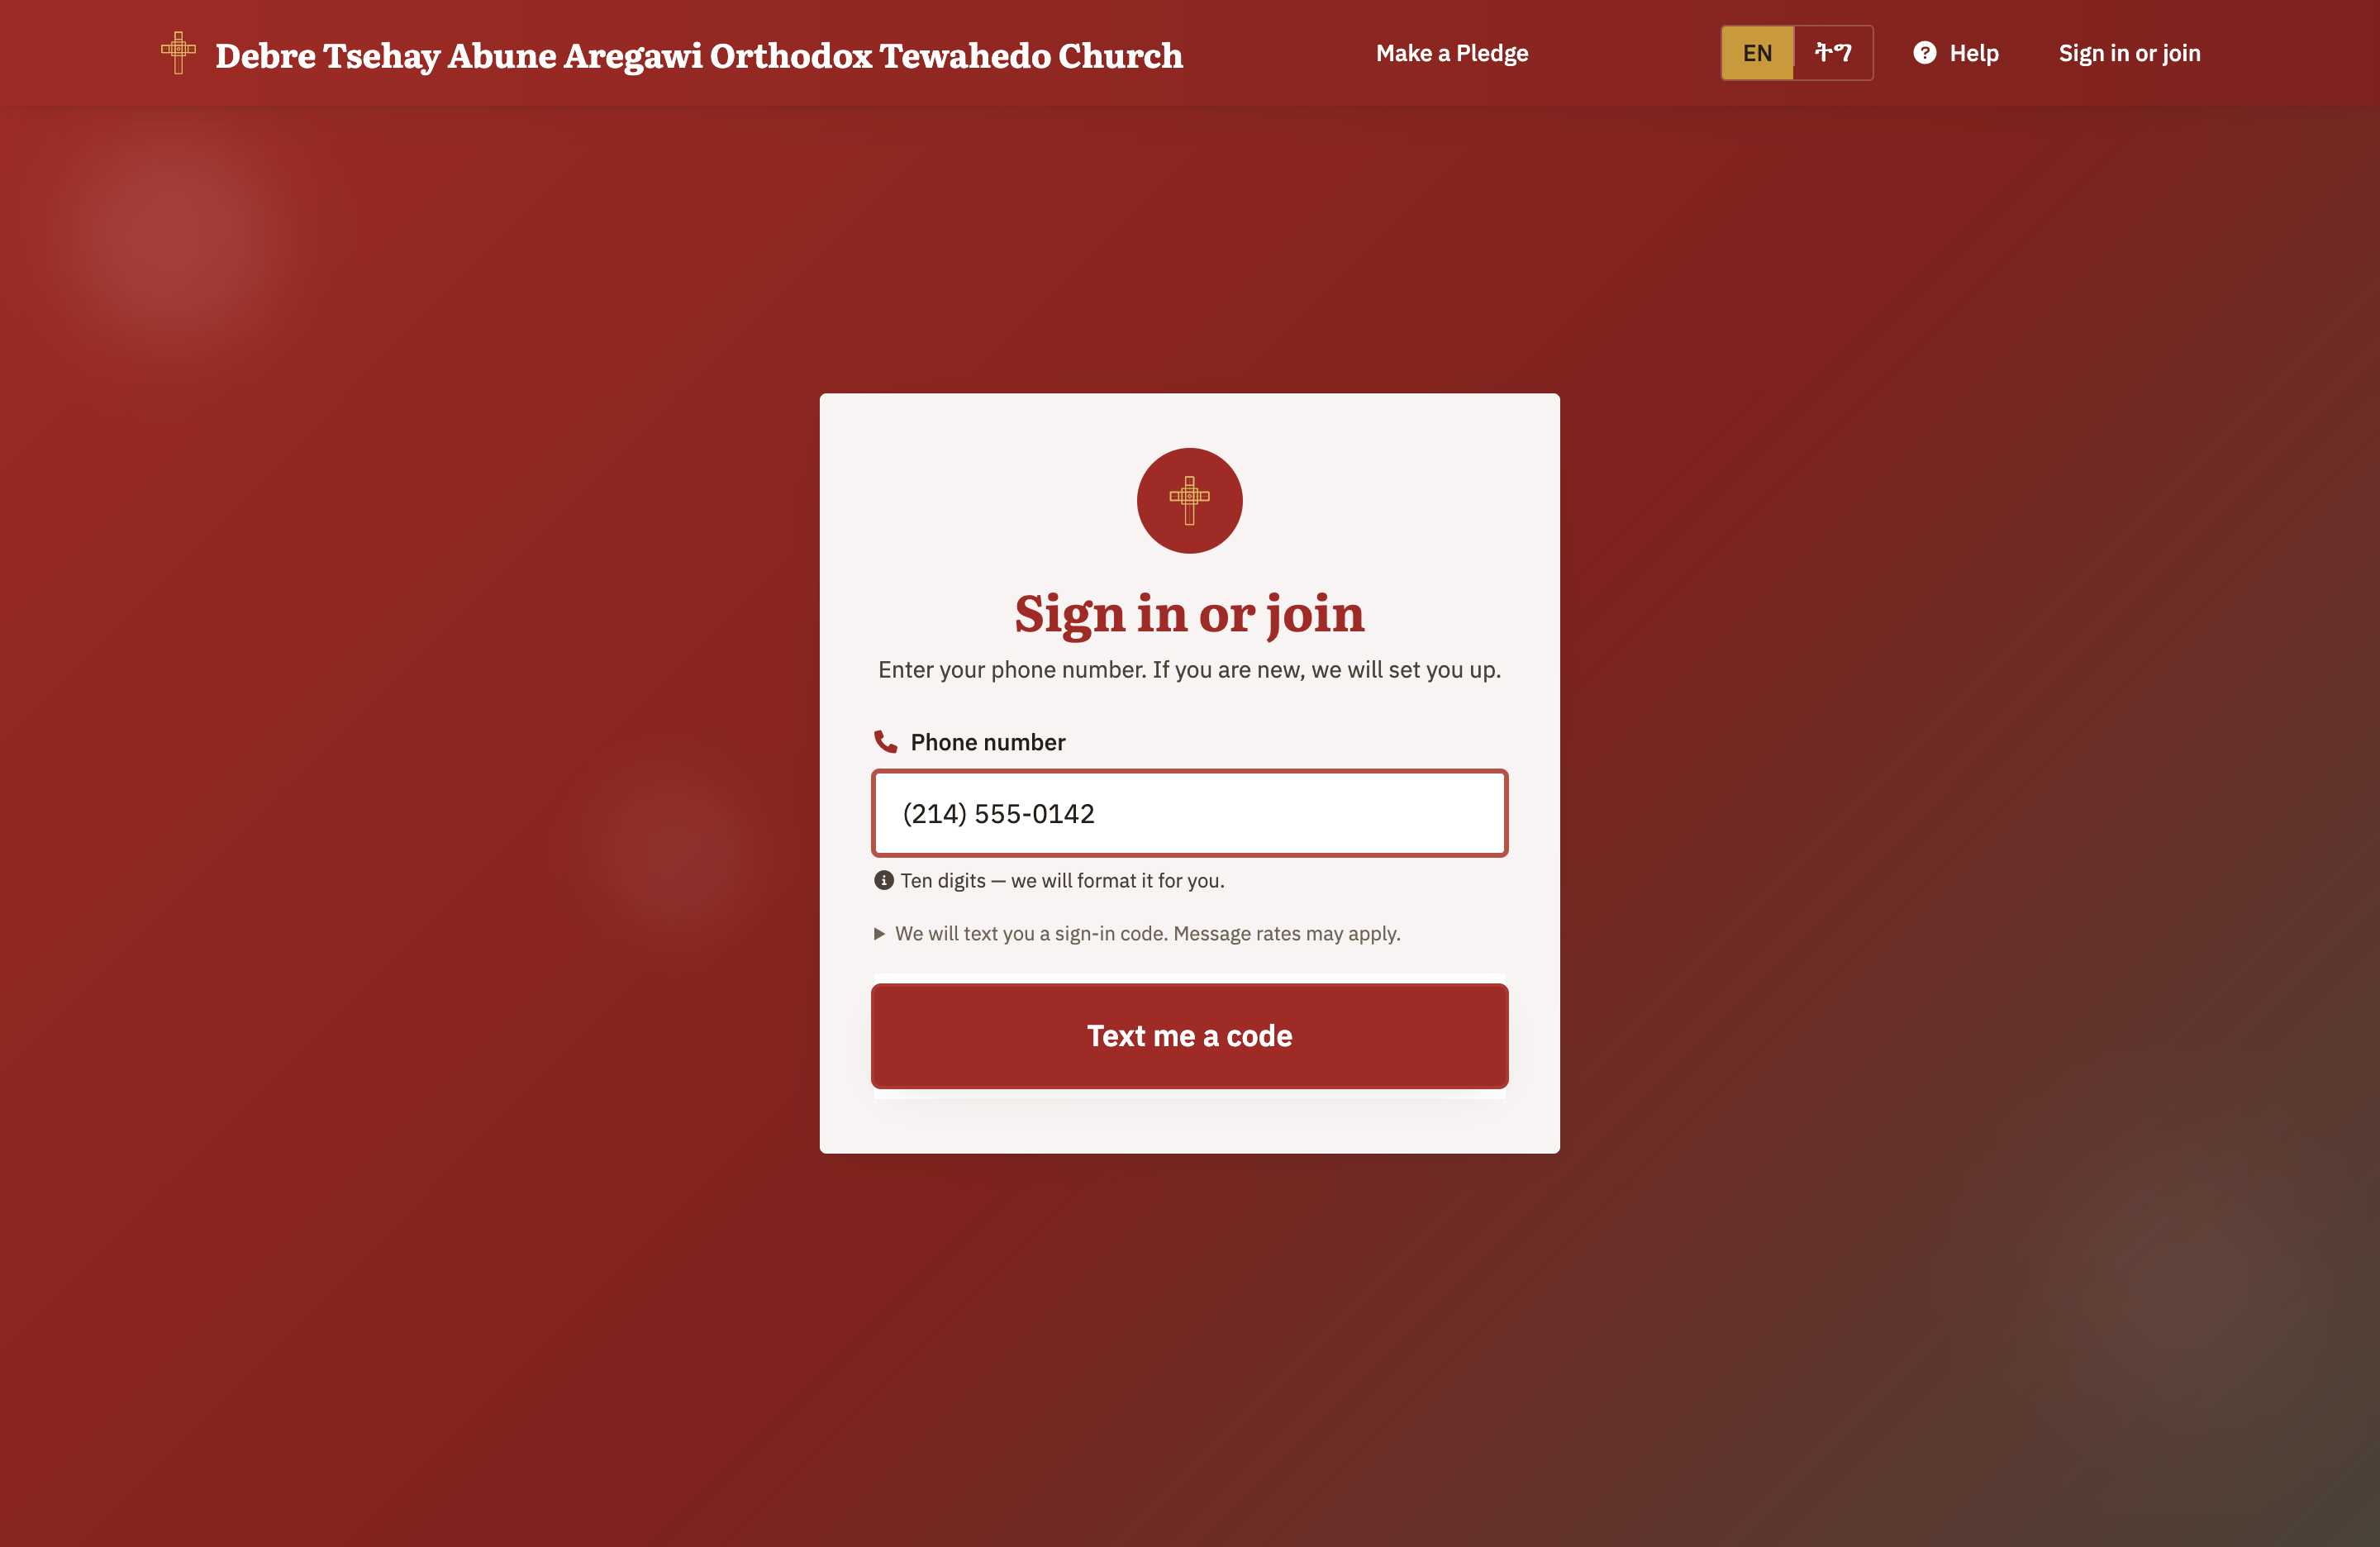 Debre Tsehay Abune Aregawi Orthodox Tewahedo Church
Make a Pledge
EN
ትግ
Help
Sign in or join
Sign in or join
Enter your phone number. If you are new, we will set you up.
Phone number
(214) 555-0142
Ten digits — we will format it for you.
We will text you a sign-in code. Message rates may apply.
Text me a code